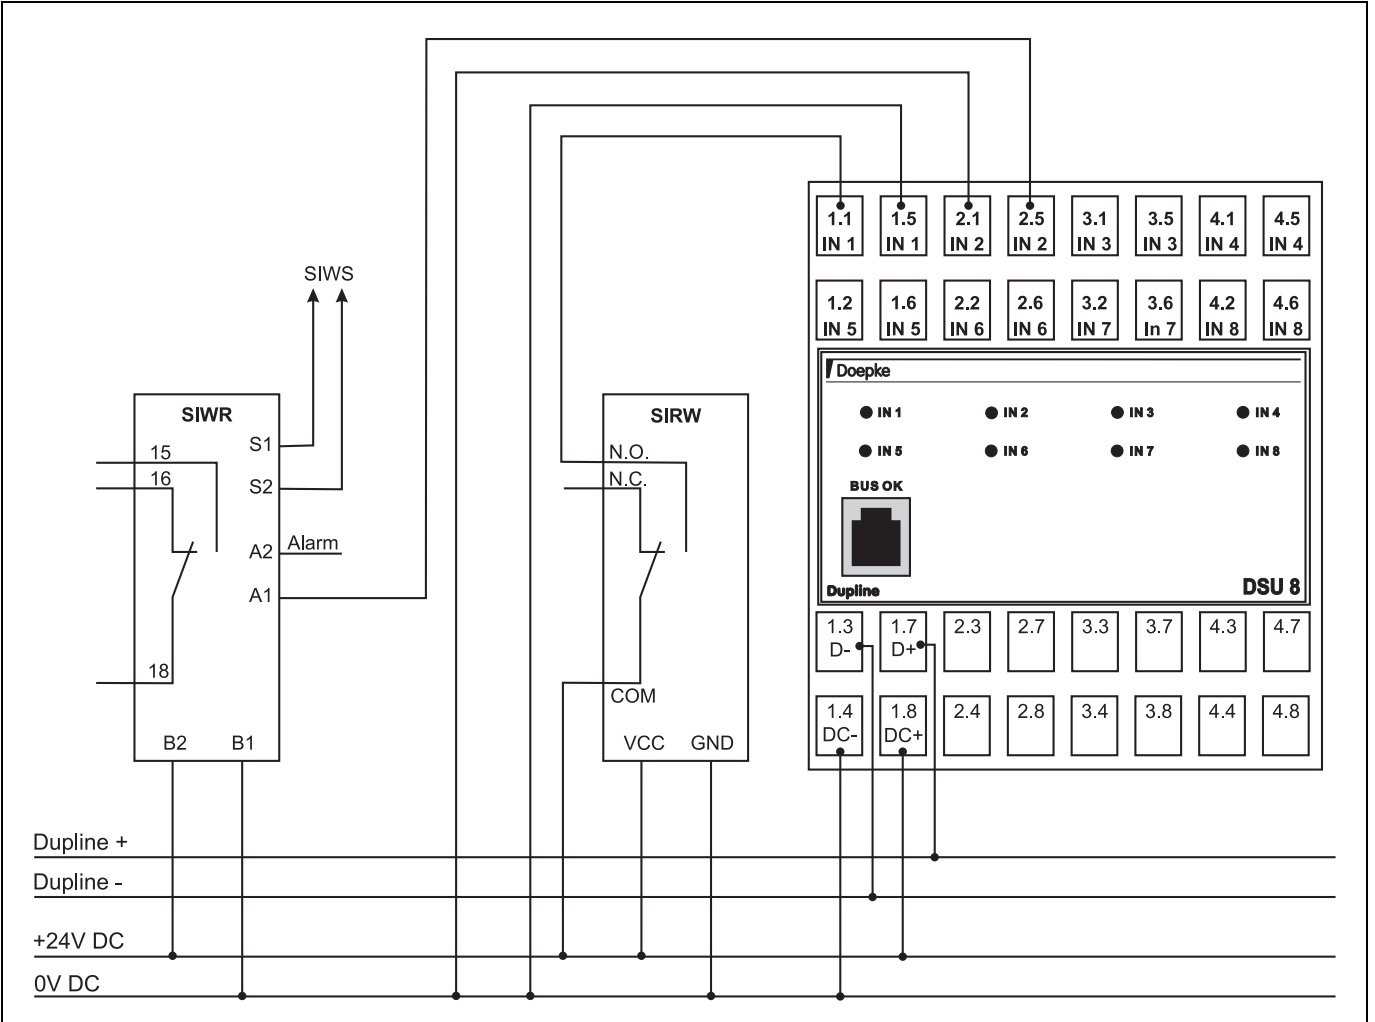 1.1 1.5 2.1 2.5 3.1 3.5 4.1 4.5
IN 1 IN 1 IN 2 IN 2 IN 3 IN 3 IN 4 IN 4
SIWS
1.2 1.6 2.2 2.6 3.2 3.6 4.2 4.6
IN 5 IN 5 IN 6 IN 6 IN 7 In 7 IN 8 IN 8
Doepke
IN 1 IN 2 IN 3 IN 4
IN 5 IN 6 IN 7 IN 8
BUS OK
Dupline
DSU 8
SIWR
15
16
18
S1
S2
A2 Alarm
A1
B2 B1
SIRW
N.O.
N.C.
COM
VCC GND
1.3 1.7 2.3 2.7 3.3 3.7 4.3 4.7
D- D+
1.4 1.8 2.4 2.8 3.4 3.8 4.4 4.8
DC- DC+
Dupline +
Dupline -
+24V DC
0V DC